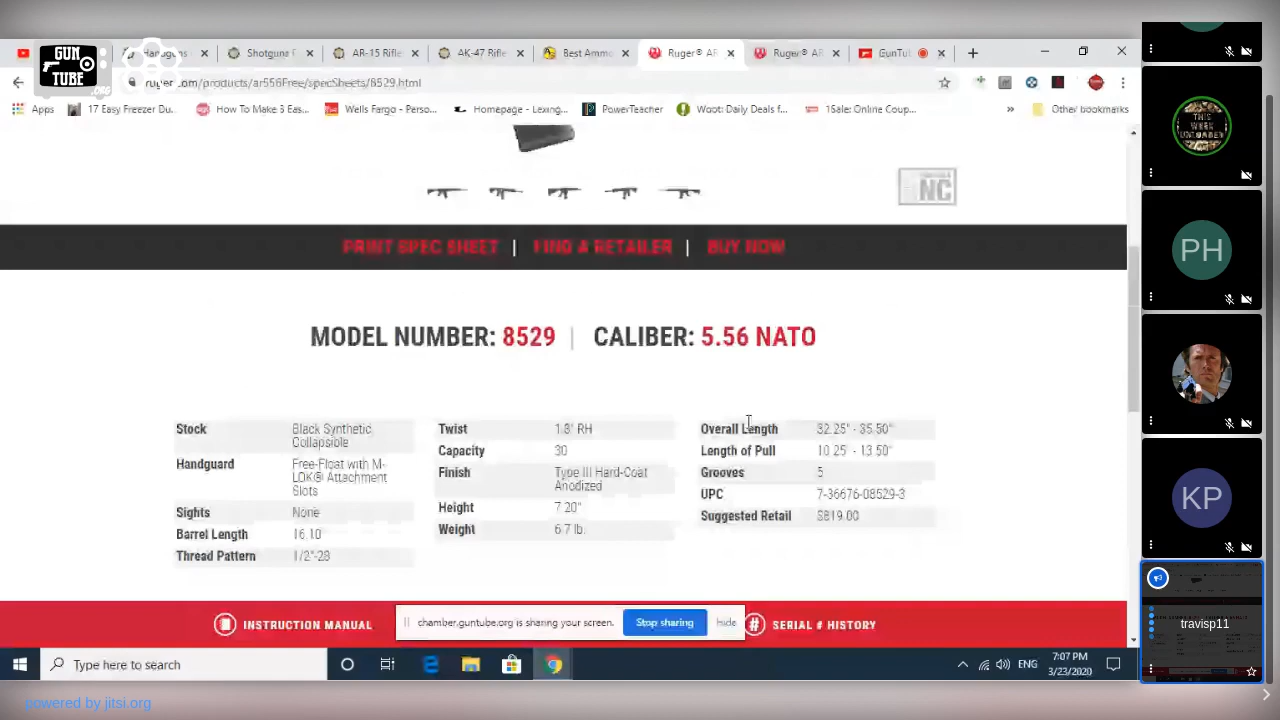 GUN
TUBE
.ORG
Handguns
Shotguns F
AR-15 Rifle
AK-47 Rifle
Best Ammo
Ruger® AR
Ruger® AR
GunTub
ruger.com/products/ar556Free/specSheets/8529.html
Apps
17 Easy Freezer Du...
How To Make 3 Eas...
Wells Fargo - Perso...
Homepage - Lexing...
PowerTeacher
Woot: Daily Deals f...
1Sale: Online Coup...
»
Other bookmarks
NC
PRINT SPEC SHEET | FIND A RETAILER | BUY NOW
MODEL NUMBER: 8529 | CALIBER: 5.56 NATO
Stock Black Synthetic
Collapsible
Handguard Free-Float with M-
LOK® Attachment
Slots
Sights None
Barrel Length 16.10"
Thread Pattern 1/2"-28
Twist 1:8" RH
Capacity 30
Finish Type III Hard-Coat
Anodized
Height 7.20"
Weight 6.7 lb.
Overall Length 32.25" - 35.50"
Length of Pull 10.25" - 13.50"
Grooves 5
UPC 7-36676-08529-3
Suggested Retail $819.00
INSTRUCTION MANUAL
chamber.guntube.org is sharing your screen.
Stop sharing
Hide
# SERIAL # HISTORY
Type here to search
ENG
7:07 PM
3/23/2020
THIS
WEEK
UNLOADED
PH
KP
travisp11
powered by jitsi.org